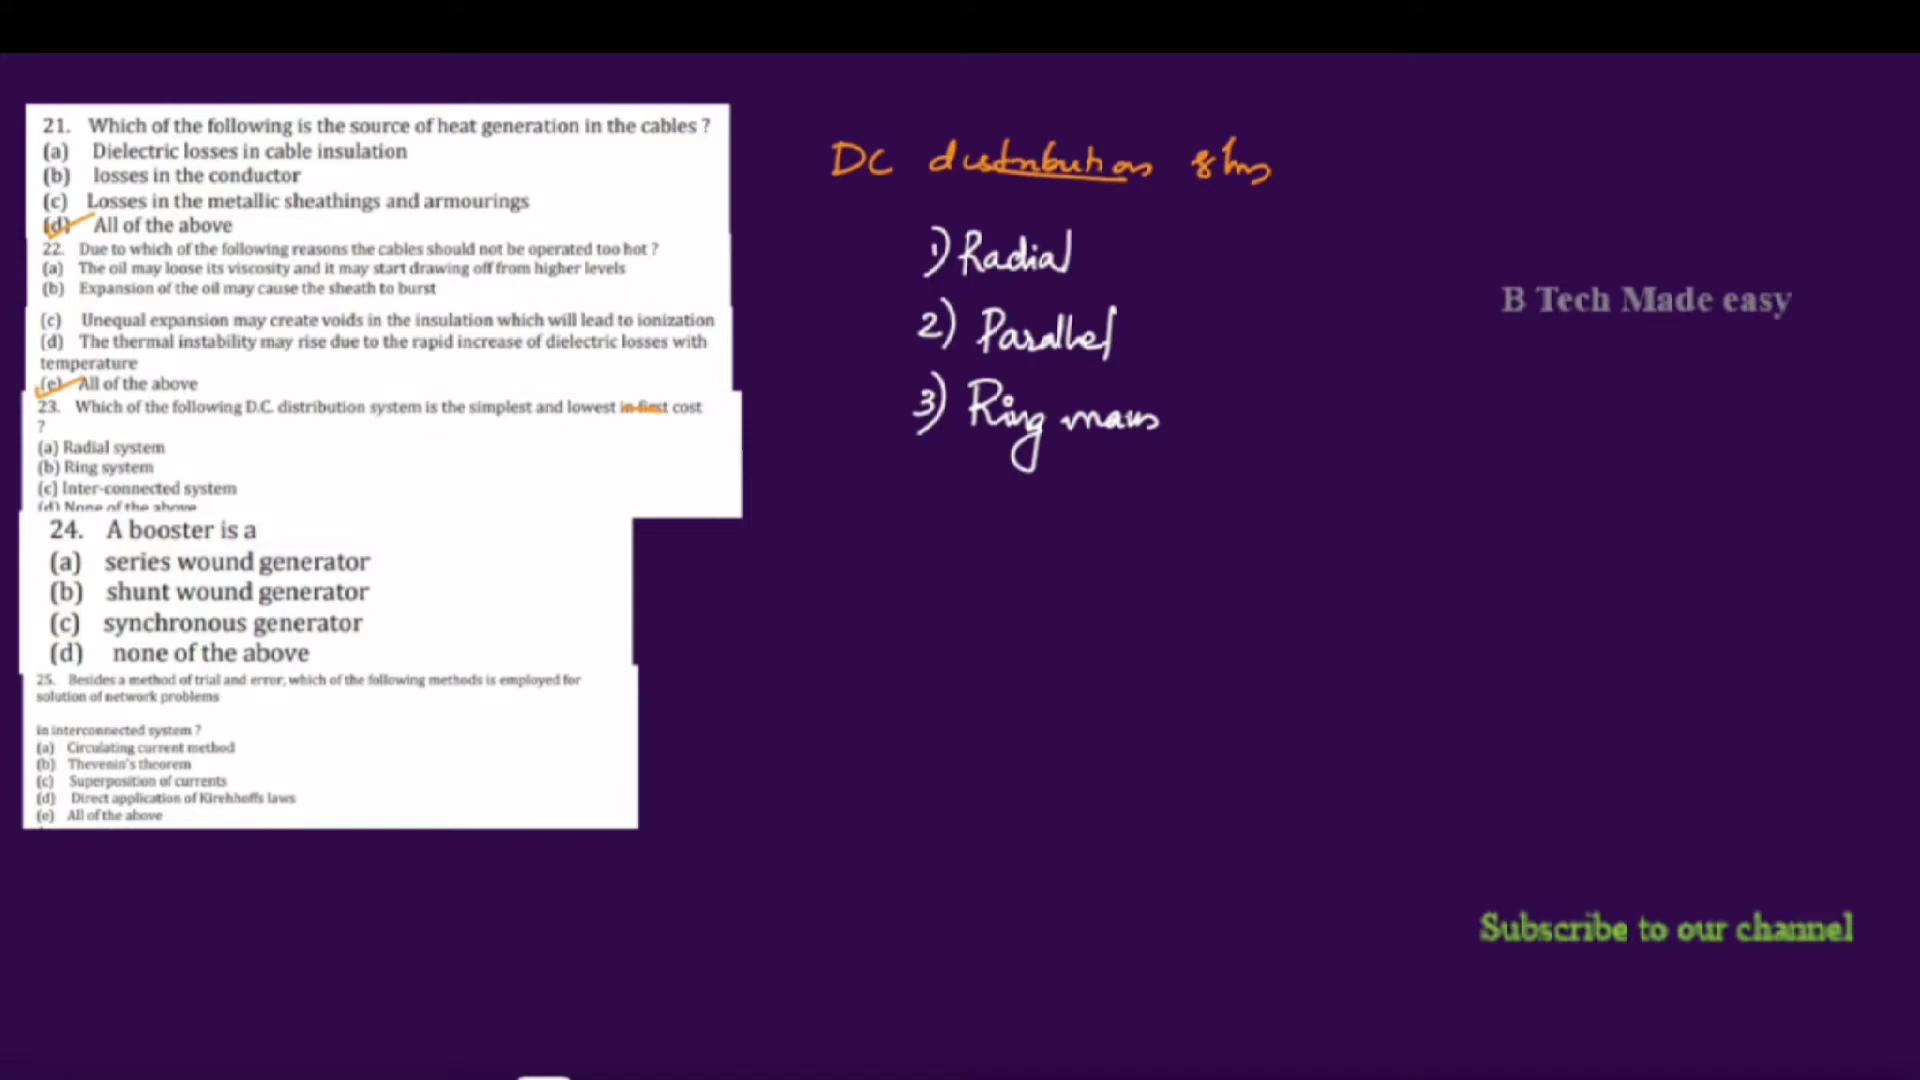 21. Which of the following is the source of heat generation in the cables ?
(a) Dielectric losses in cable insulation
(b) losses in the conductor
(c) Losses in the metallic sheathings and armourings
(d) All of the above
22. Due to which of the following reasons the cables should not be operated too hot ?
(a) The oil may loose its viscosity and it may start drawing off from higher levels
(b) Expansion of the oil may cause the sheath to burst
(c) Unequal expansion may create voids in the insulation which will lead to ionization
(d) The thermal instability may rise due to the rapid increase of dielectric losses with
temperature
(e) All of the above
23. Which of the following D.C. distribution system is the simplest and lowest in first cost
?
(a) Radial system
(b) Ring system
(c) Inter-connected system
(d) None of the above
24. A booster is a
(a) series wound generator
(b) shunt wound generator
(c) synchronous generator
(d) none of the above
25. Besides a method of trial and error, which of the following methods is employed for
solution of network problems
in interconnected system ?
(a) Circulating current method
(b) Thevenin's theorem
(c) Superposition of currents
(d) Direct application of Kirehhoffs laws
(e) All of the above
DC distribution
1) Radial
2) Parallel
3) Ring main
B Tech Made easy
Subscribe to our channel